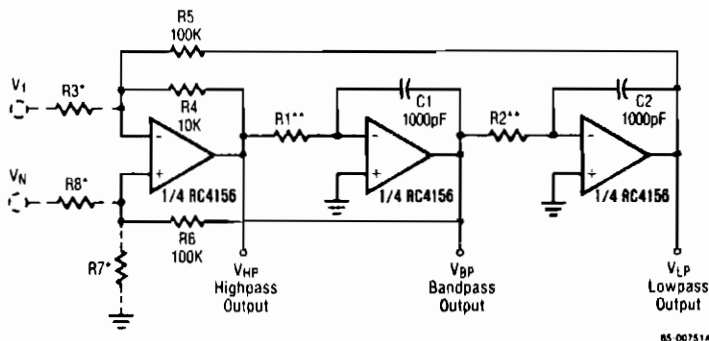 R5
100K
V1
R3*
R4
10K
C1
1000pF
C2
1000pF
R1**
R2**
-
+
-
+
-
+
VN
R8*
1/4 RC4156
1/4 RC4156
1/4 RC4156
R6
100K
R7*
VHP
Highpass
Output
VBP
Bandpass
Output
VLP
Lowpass
Output
65-00751A